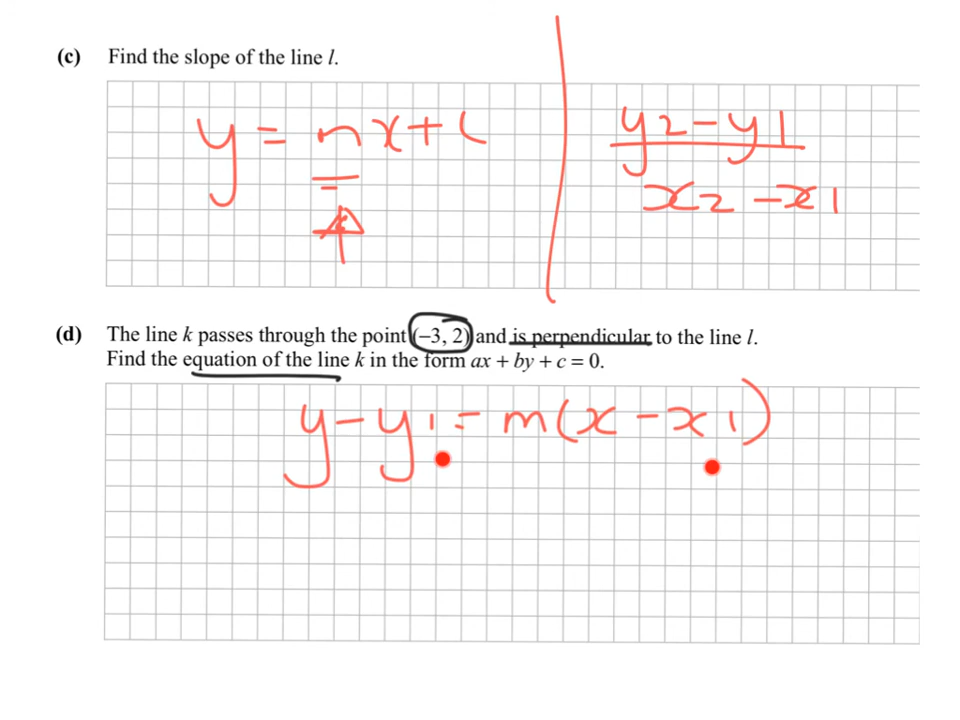 (c) Find the slope of the line l.
y = mx + c
y2 - y1
x2 - x1
(d) The line k passes through the point (–3, 2) and is perpendicular to the line l.
Find the equation of the line k in the form ax + by + c = 0.
y - y1 = m(x - x1)